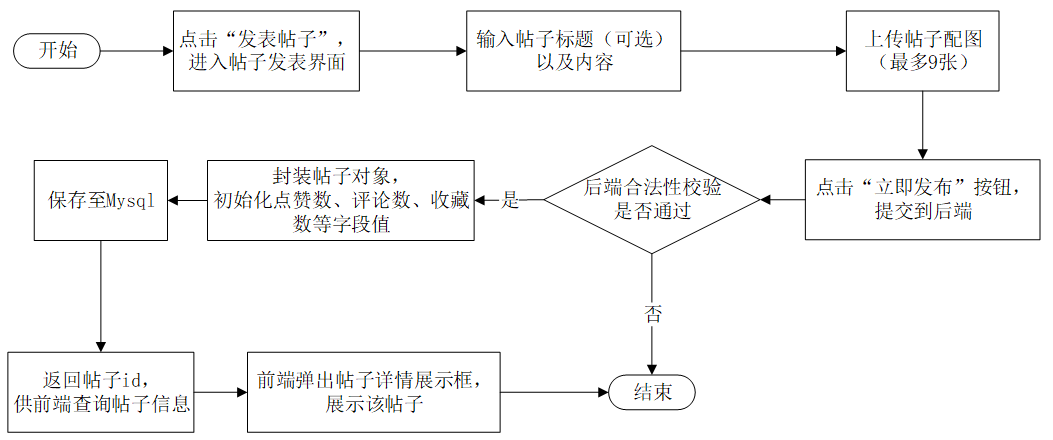 开始
点击“发表帖子”，
进入帖子发表界面
输入帖子标题（可选）
以及内容
上传帖子配图
（最多9张）
点击“立即发布”按钮，
提交到后端
后端合法性校验
是否通过
是
封装帖子对象，
初始化点赞数、评论数、收藏
数等字段值
保存至Mysql
否
返回帖子id，
供前端查询帖子信息
前端弹出帖子详情展示框，
展示该帖子
结束